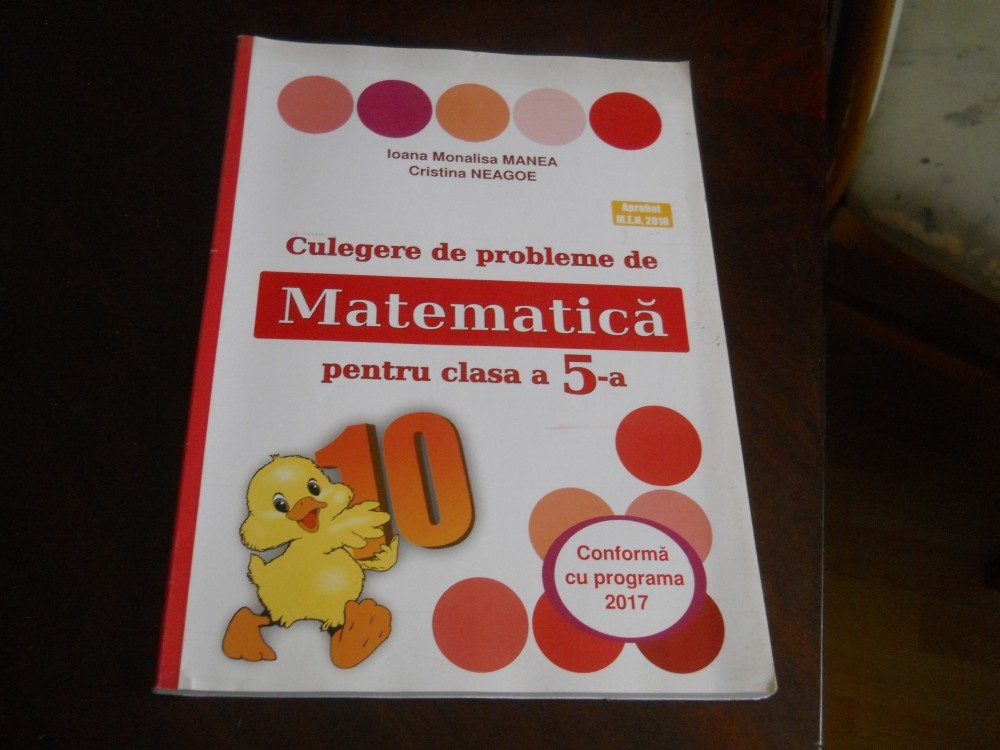 Ioana Monalisa MANEA
Cristina NEAGOE
Aprobat
M.E.N. 2018
Culegere de probleme de
Matematică
pentru clasa a 5-a
10
Conformă
cu programa
2017